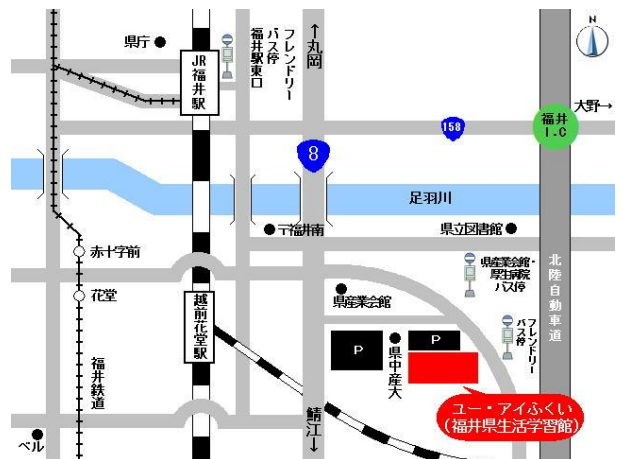 県庁
JR福井駅
フレンドリー
バス停
福井駅東口
↑丸岡
N
大野→
福井
I.C
158
8
足羽川
〒福井南
県立図書館
赤十字前
花堂
福井鉄道
越前花堂駅
県産業会館
県産業会館・
厚生病院
バス停
北陸自動車道
フレンドリー
バス停
P
県中産大
P
ユー・アイふくい
(福井県生活学習館)
鯖江↓
ベル